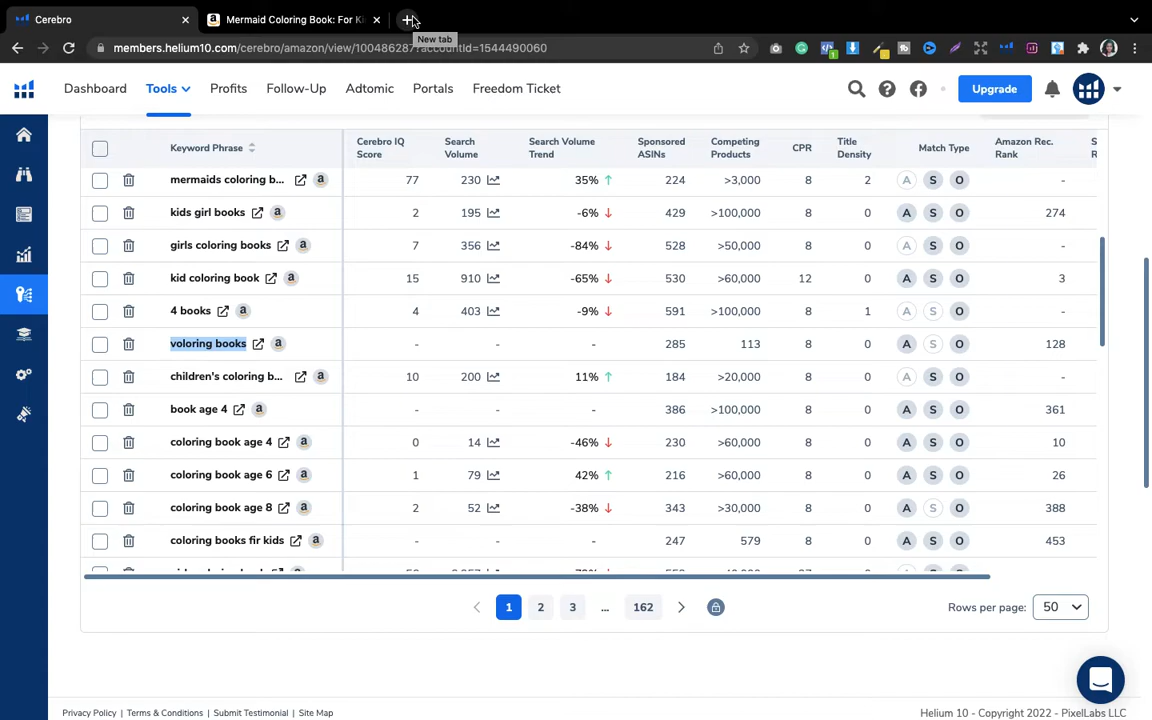 Cerebro
Mermaid Coloring Book: For Ki
New tab
members.helium10.com/cerebro/amazon/view/100486287?accountId=1544490060
Dashboard Tools Profits Follow-Up Adtomic Portals Freedom Ticket Upgrade
Keyword Phrase Cerebro IQ Score Search Volume Search Volume Trend Sponsored ASINs Competing Products CPR Title Density Match Type Amazon Rec. Rank S R
mermaids coloring b... 77 230 35% 224 >3,000 8 2 A S O -
kids girl books 2 195 -6% 429 >100,000 8 0 A S O 274
girls coloring books 7 356 -84% 528 >50,000 8 0 A S O -
kid coloring book 15 910 -65% 530 >60,000 12 0 A S O 3
4 books 4 403 -9% 591 >100,000 8 1 A S O -
voloring books - - - 285 113 8 0 A S O 128
children's coloring b... 10 200 11% 184 >20,000 8 0 A S O -
book age 4 - - - 386 >100,000 8 0 A S O 361
coloring book age 4 0 14 -46% 230 >60,000 8 0 A S O 10
coloring book age 6 1 79 42% 216 >60,000 8 0 A S O 26
coloring book age 8 2 52 -38% 343 >30,000 8 0 A S O 388
coloring books fir kids - - - 247 579 8 0 A S O 453
1 2 3 ... 162 Rows per page: 50
Privacy Policy | Terms & Conditions | Submit Testimonial | Site Map
Helium 10 - Copyright 2022 - PixelLabs LLC